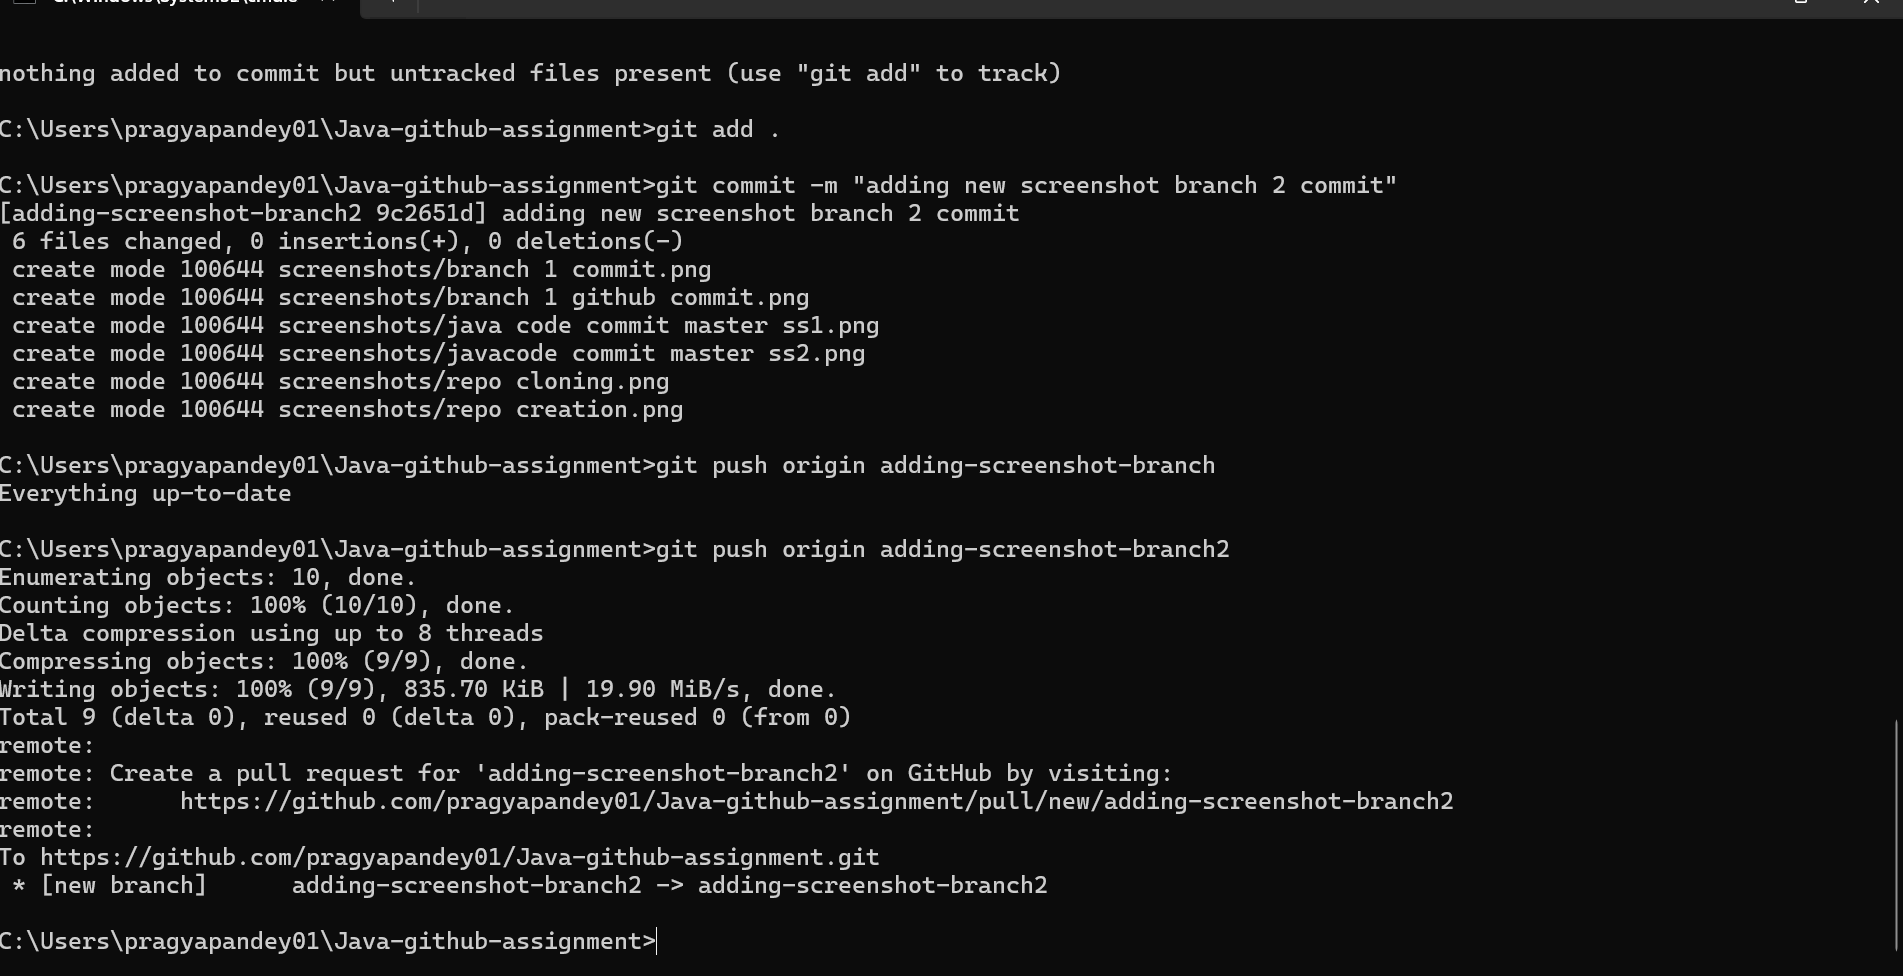 nothing added to commit but untracked files present (use "git add" to track)
C:\Users\pragyapandey01\Java-github-assignment>git add .
C:\Users\pragyapandey01\Java-github-assignment>git commit -m "adding new screenshot branch 2 commit"
[adding-screenshot-branch2 9c2651d] adding new screenshot branch 2 commit
 6 files changed, 0 insertions(+), 0 deletions(-)
 create mode 100644 screenshots/branch 1 commit.png
 create mode 100644 screenshots/branch 1 github commit.png
 create mode 100644 screenshots/java code commit master ss1.png
 create mode 100644 screenshots/javacode commit master ss2.png
 create mode 100644 screenshots/repo cloning.png
 create mode 100644 screenshots/repo creation.png
C:\Users\pragyapandey01\Java-github-assignment>git push origin adding-screenshot-branch
Everything up-to-date
C:\Users\pragyapandey01\Java-github-assignment>git push origin adding-screenshot-branch2
Enumerating objects: 10, done.
Counting objects: 100% (10/10), done.
Delta compression using up to 8 threads
Compressing objects: 100% (9/9), done.
Writing objects: 100% (9/9), 835.70 KiB | 19.90 MiB/s, done.
Total 9 (delta 0), reused 0 (delta 0), pack-reused 0 (from 0)
remote:
remote: Create a pull request for 'adding-screenshot-branch2' on GitHub by visiting:
remote:      https://github.com/pragyapandey01/Java-github-assignment/pull/new/adding-screenshot-branch2
remote:
To https://github.com/pragyapandey01/Java-github-assignment.git
 * [new branch]      adding-screenshot-branch2 -> adding-screenshot-branch2
C:\Users\pragyapandey01\Java-github-assignment>